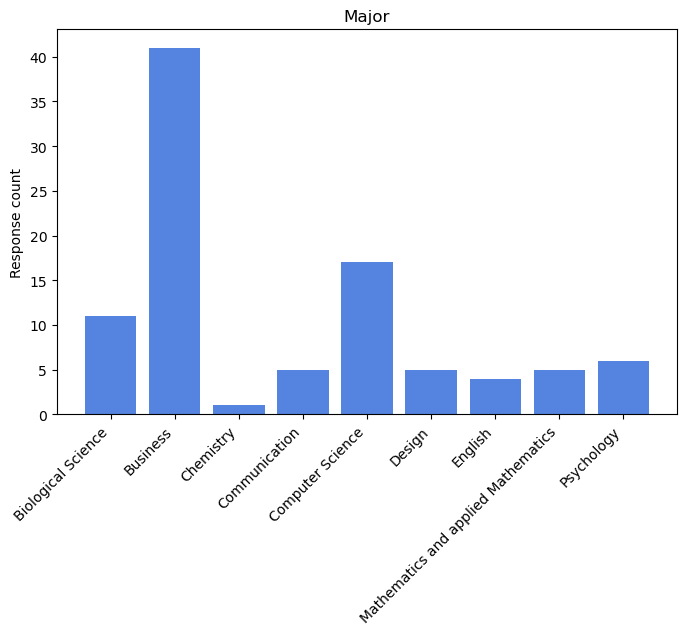 Major
Response count
40
35
30
25
20
15
10
5
0
Biological Science
Business
Chemistry
Communication
Computer Science
Design
English
Mathematics and applied Mathematics
Psychology